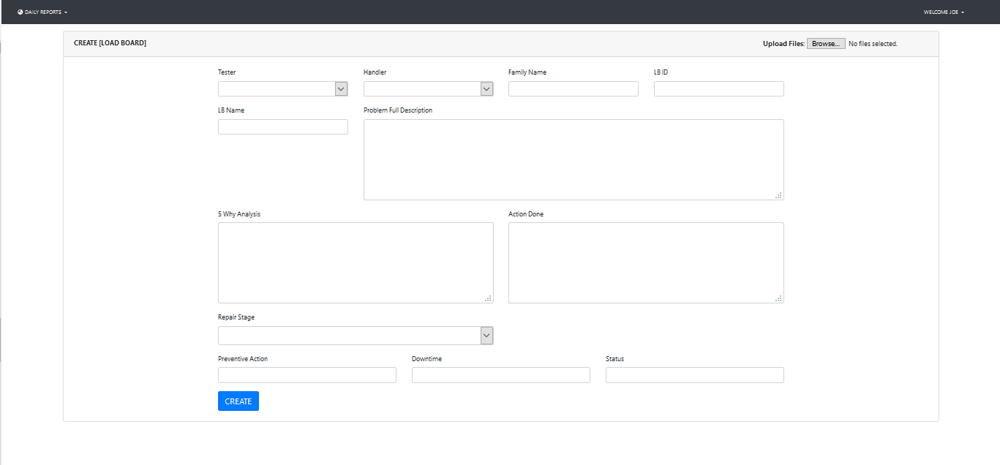 DAILY REPORTS
WELCOME JOE
CREATE [LOAD BOARD]
Upload Files: Browse... No files selected.
Tester
Handler
Family Name
LB ID
LB Name
Problem Full Description
5 Why Analysis
Action Done
Repair Stage
Preventive Action
Downtime
Status
CREATE